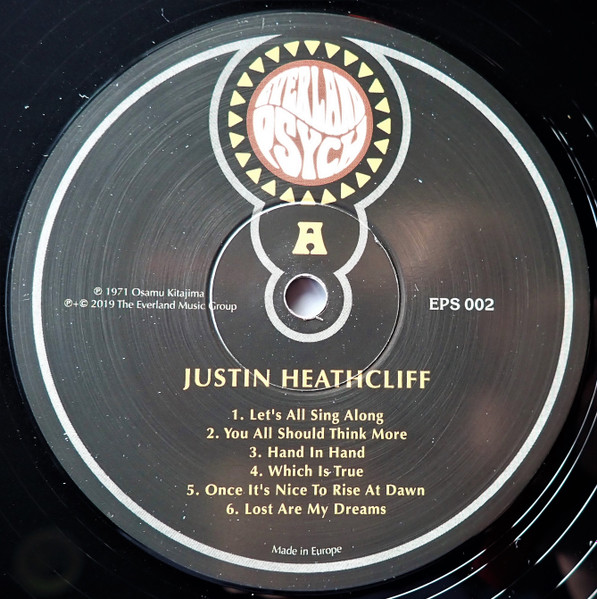 EVERLAND
PSYCH
A
℗ 1971 Osamu Kitajima
℗+© 2019 The Everland Music Group
EPS 002
JUSTIN HEATHCLIFF
1. Let's All Sing Along
2. You All Should Think More
3. Hand In Hand
4. Which Is True
5. Once It's Nice To Rise At Dawn
6. Lost Are My Dreams
Made in Europe